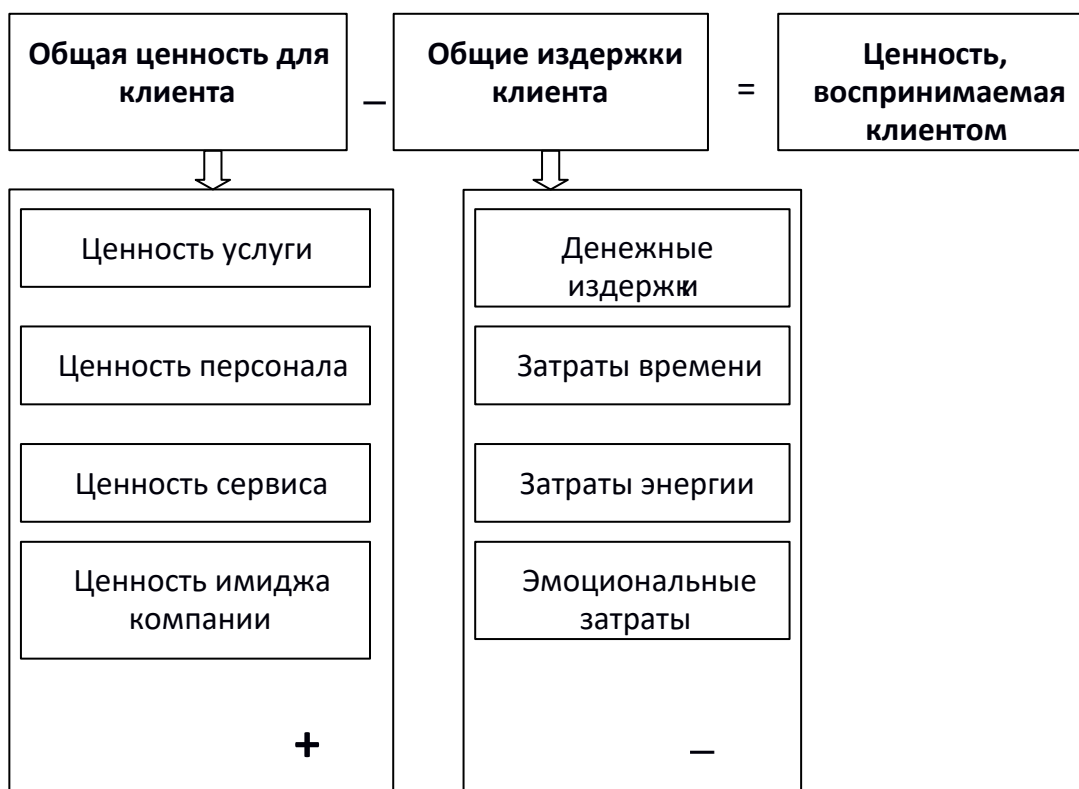 Общая ценность для
клиента
–
Общие издержки
клиента
=
Ценность,
воспринимаемая
клиентом
Ценность услуги
Ценность персонала
Ценность сервиса
Ценность имиджа
компании
+
Денежные
издержки
Затраты времени
Затраты энергии
Эмоциональные
затраты
–